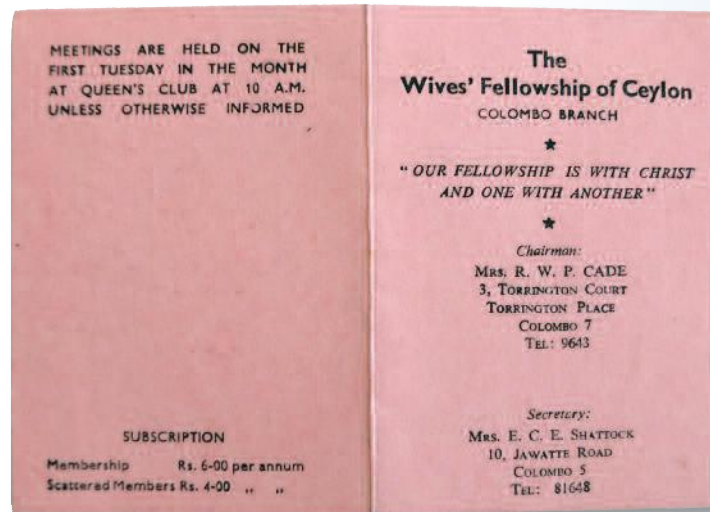 MEETINGS ARE HELD ON THE
FIRST TUESDAY IN THE MONTH
AT QUEEN'S CLUB AT 10 A.M.
UNLESS OTHERWISE INFORMED
SUBSCRIPTION
Membership Rs. 6-00 per annum
Scattered Members Rs. 4-00 ,, ,,
The
Wives' Fellowship of Ceylon
COLOMBO BRANCH
★
"OUR FELLOWSHIP IS WITH CHRIST
AND ONE WITH ANOTHER"
★
Chairman:
MRS. R. W. P. CADE
3, TORRINGTON COURT
TORRINGTON PLACE
COLOMBO 7
TEL: 9643
Secretary:
MRS. E. C. E. SHATTOCK
10, JAWATTE ROAD
COLOMBO 5
TEL: 81648